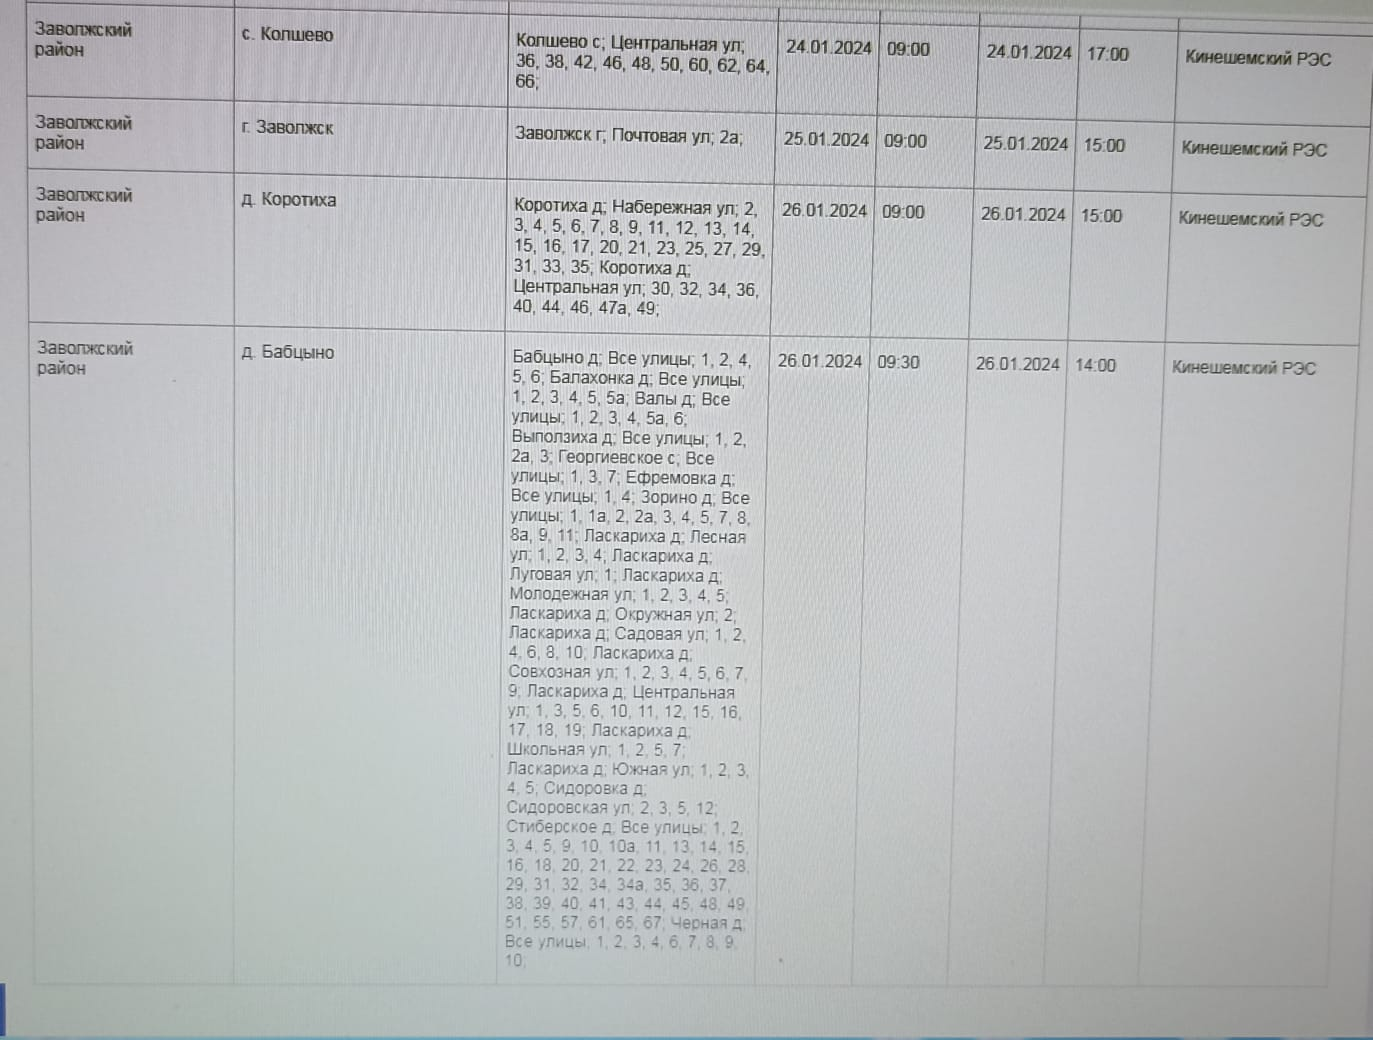 Заволжский
район
с. Колшево
Колшево с; Центральная ул;
36, 38, 42, 46, 48, 50, 60, 62, 64,
66;
24.01.2024
09:00
24.01.2024
17:00
Кинешемский РЭС
Заволжский
район
г. Заволжск
Заволжск г; Почтовая ул; 2а;
25.01.2024
09:00
25.01.2024
15:00
Кинешемский РЭС
Заволжский
район
д. Коротиха
Коротиха д; Набережная ул; 2,
3, 4, 5, 6, 7, 8, 9, 11, 12, 13, 14,
15, 16, 17, 20, 21, 23, 25, 27, 29,
31, 33, 35; Коротиха д;
Центральная ул; 30, 32, 34, 36,
40, 44, 46, 47а, 49;
26.01.2024
09:00
26.01.2024
15:00
Кинешемский РЭС
Заволжский
район
д. Бабцыно
Бабцыно д; Все улицы; 1, 2, 4,
5, 6; Балахонка д; Все улицы;
1, 2, 3, 4, 5, 5а; Валы д; Все
улицы; 1, 2, 3, 4, 5а, 6;
Выползиха д; Все улицы; 1, 2,
2а, 3; Георгиевское с; Все
улицы; 1, 3, 7; Ефремовка д;
Все улицы; 1, 4; Зорино д; Все
улицы; 1, 1а, 2, 2а, 3, 4, 5, 7, 8,
8а, 9, 11; Ласкариха д; Лесная
ул; 1, 2, 3, 4; Ласкариха д;
Луговая ул; 1; Ласкариха д;
Молодежная ул; 1, 2, 3, 4, 5;
Ласкариха д; Окружная ул; 2;
Ласкариха д; Садовая ул; 1, 2,
4, 6, 8, 10; Ласкариха д;
Совхозная ул; 1, 2, 3, 4, 5, 6, 7,
9; Ласкариха д; Центральная
ул; 1, 3, 5, 6, 10, 11, 12, 15, 16,
17, 18, 19; Ласкариха д;
Школьная ул; 1, 2, 5, 7;
Ласкариха д; Южная ул; 1, 2, 3,
4, 5; Сидоровка д;
Сидоровская ул; 2, 3, 5, 12;
Стиберское д; Все улицы; 1, 2,
3, 4, 5, 9, 10, 10а, 11, 13, 14, 15,
16, 18, 20, 21, 22, 23, 24, 26, 28,
29, 31, 32, 34, 34а, 35, 36, 37,
38, 39, 40, 41, 43, 44, 45, 48, 49,
51, 55, 57, 61, 65, 67; Черная д;
Все улицы; 1, 2, 3, 4, 6, 7, 8, 9,
10;
26.01.2024
09:30
26.01.2024
14:00
Кинешемский РЭС